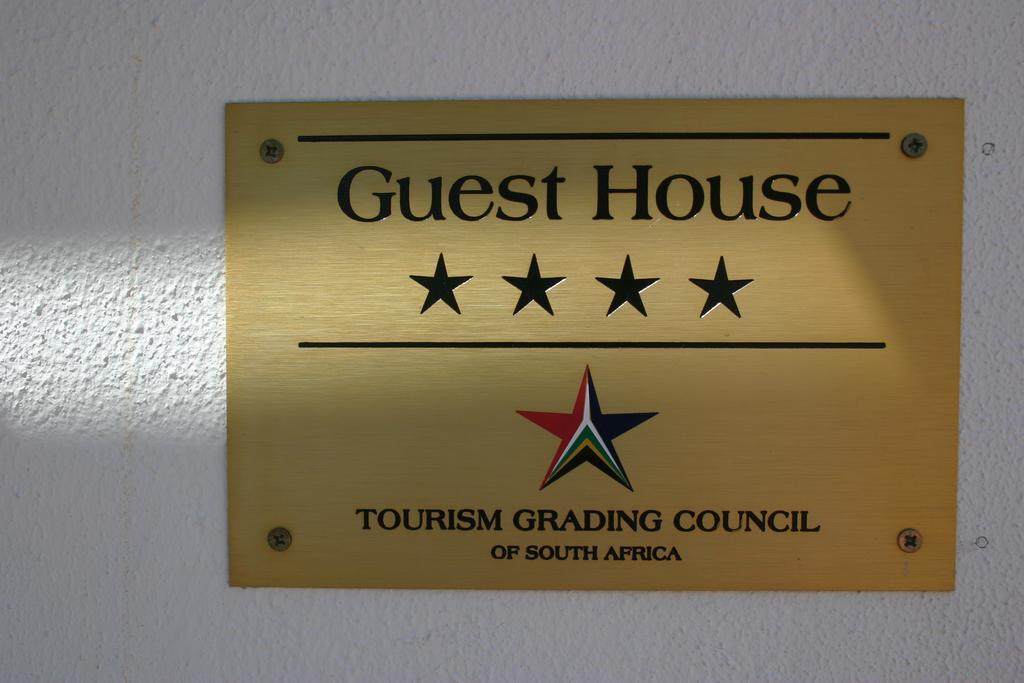 Guest House
TOURISM GRADING COUNCIL
OF SOUTH AFRICA